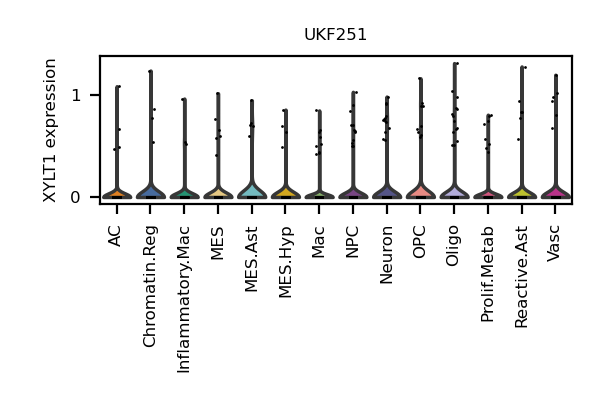 UKF251
XYLT1 expression
1
0
AC
Chromatin.Reg
Inflammatory.Mac
MES
MES.Ast
MES.Hyp
Mac
NPC
Neuron
OPC
Oligo
Prolif.Metab
Reactive.Ast
Vasc